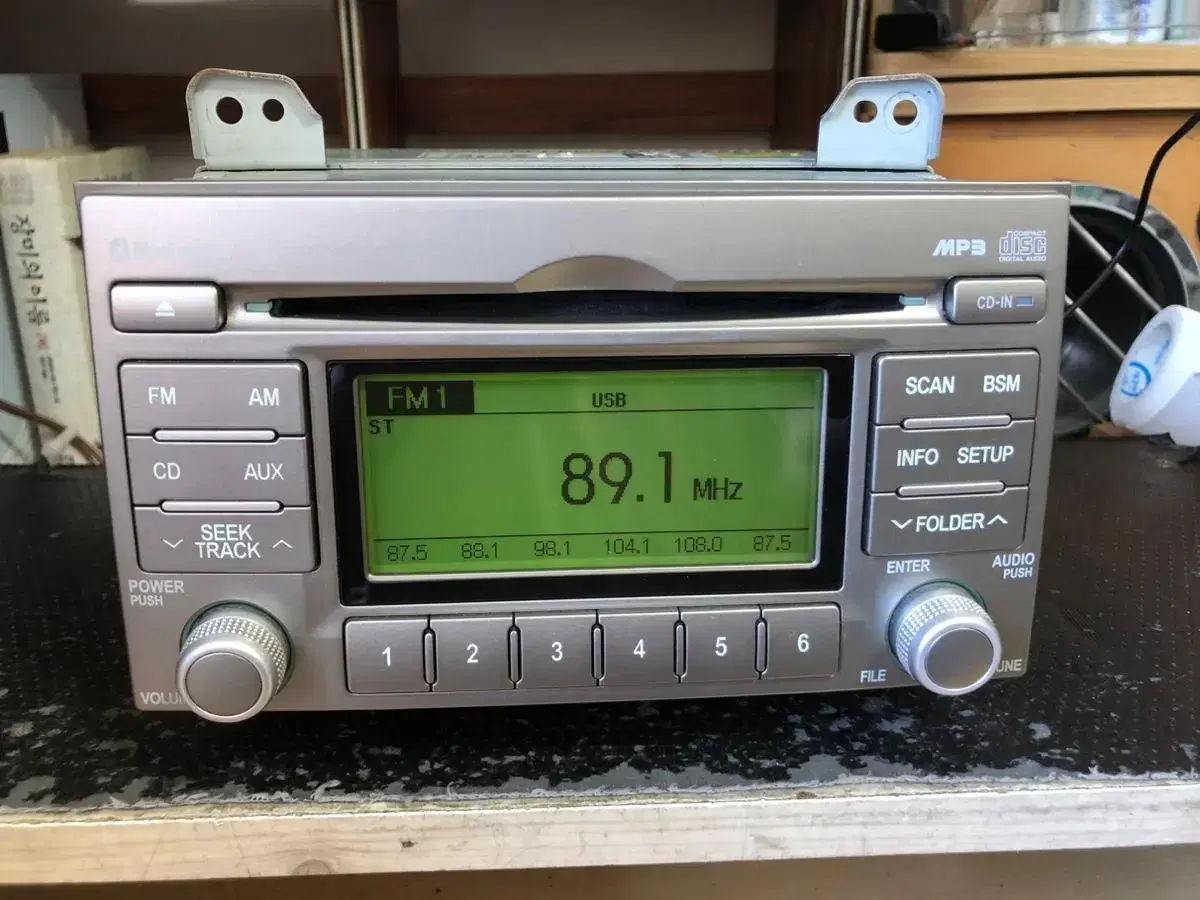 MP3
COMPACT
disc
DIGITAL AUDIO
CD-IN
FM AM
CD AUX
SEEK
TRACK
POWER
PUSH
FM 1
USB
ST
89.1 MHz
87.5 88.1 98.1 104.1 108.0 87.5
SCAN BSM
INFO SETUP
FOLDER
ENTER
AUDIO
PUSH
1 2 3 4 5 6
FILE